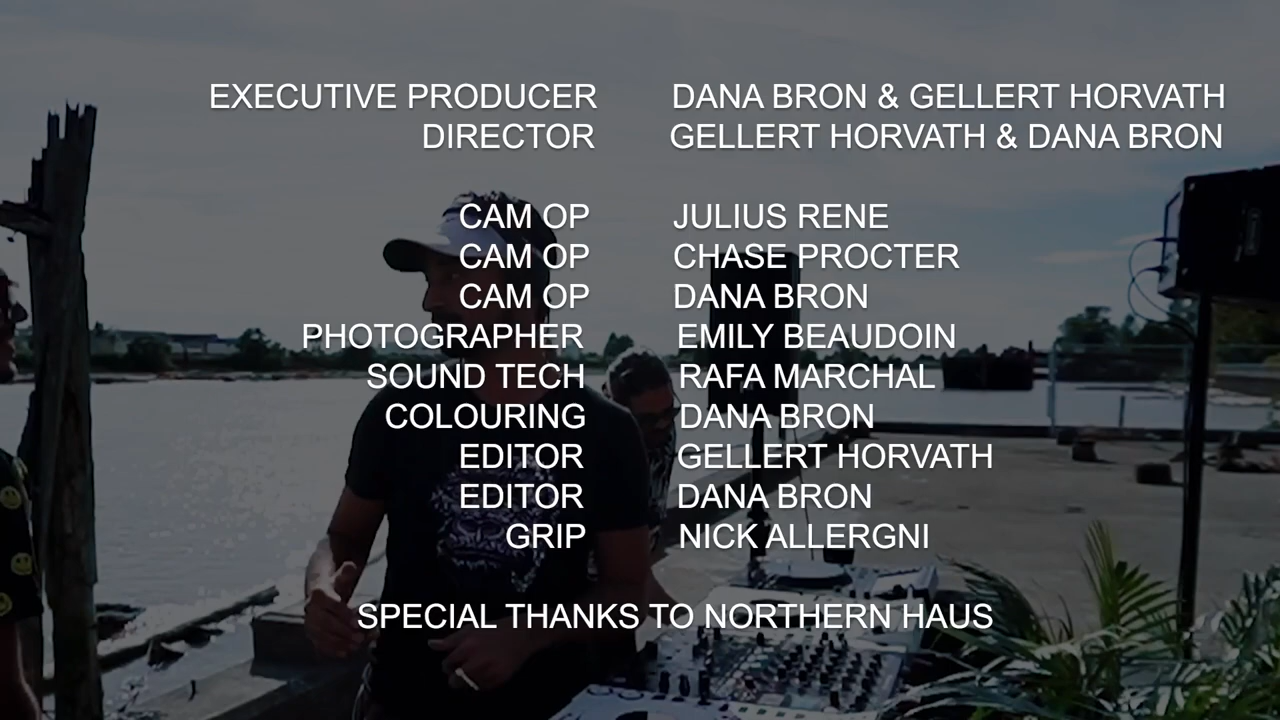 EXECUTIVE PRODUCER DANA BRON & GELLERT HORVATH
DIRECTOR GELLERT HORVATH & DANA BRON
CAM OP JULIUS RENE
CAM OP CHASE PROCTER
CAM OP DANA BRON
PHOTOGRAPHER EMILY BEAUDOIN
SOUND TECH RAFA MARCHAL
COLOURING DANA BRON
EDITOR GELLERT HORVATH
EDITOR DANA BRON
GRIP NICK ALLERGNI
SPECIAL THANKS TO NORTHERN HAUS